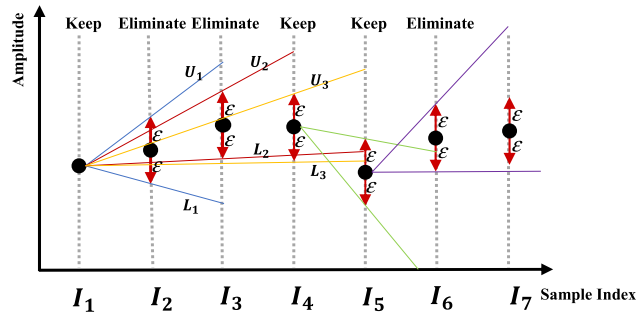 Amplitude
Keep Eliminate Eliminate Keep Keep Eliminate
U₁ U₂ U₃
ε ε ε ε ε ε ε
ε ε ε ε ε ε ε
L₁ L₂ L₃
I₁ I₂ I₃ I₄ I₅ I₆ I₇ Sample Index